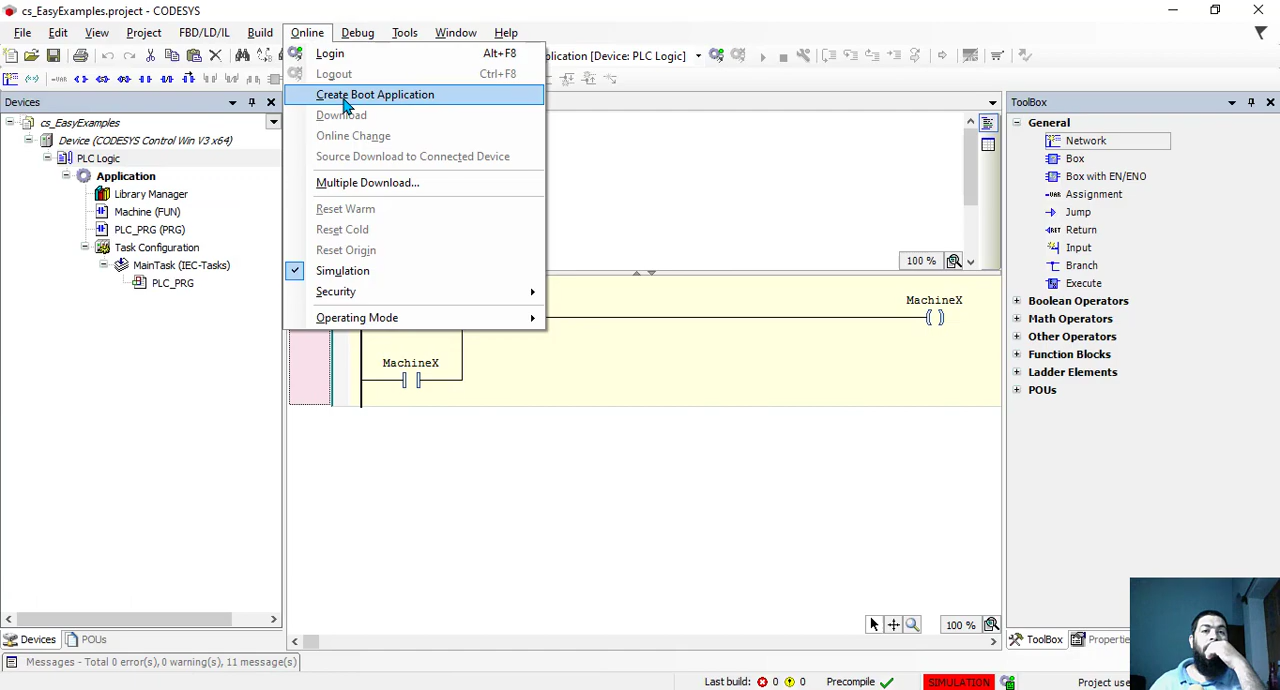 cs_EasyExamples.project - CODESYS
File Edit View Project FBD/LD/IL Build Online Debug Tools Window Help
plication [Device: PLC Logic]
Devices
cs_EasyExamples
Device (CODESYS Control Win V3 x64)
PLC Logic
Application
Library Manager
Machine (FUN)
PLC_PRG (PRG)
Task Configuration
MainTask (IEC-Tasks)
PLC_PRG
Login Alt+F8
Logout Ctrl+F8
Create Boot Application
Download
Online Change
Source Download to Connected Device
Multiple Download...
Reset Warm
Reset Cold
Reset Origin
Simulation
Security
Operating Mode
100 %
MachineX
MachineX
100 %
ToolBox
General
Network
Box
Box with EN/ENO
Assignment
Jump
Return
Input
Branch
Execute
Boolean Operators
Math Operators
Other Operators
Function Blocks
Ladder Elements
POUs
Devices POUs
ToolBox Properties
Messages - Total 0 error(s), 0 warning(s), 11 message(s)
Last build: 0 0 Precompile SIMULATION Project use